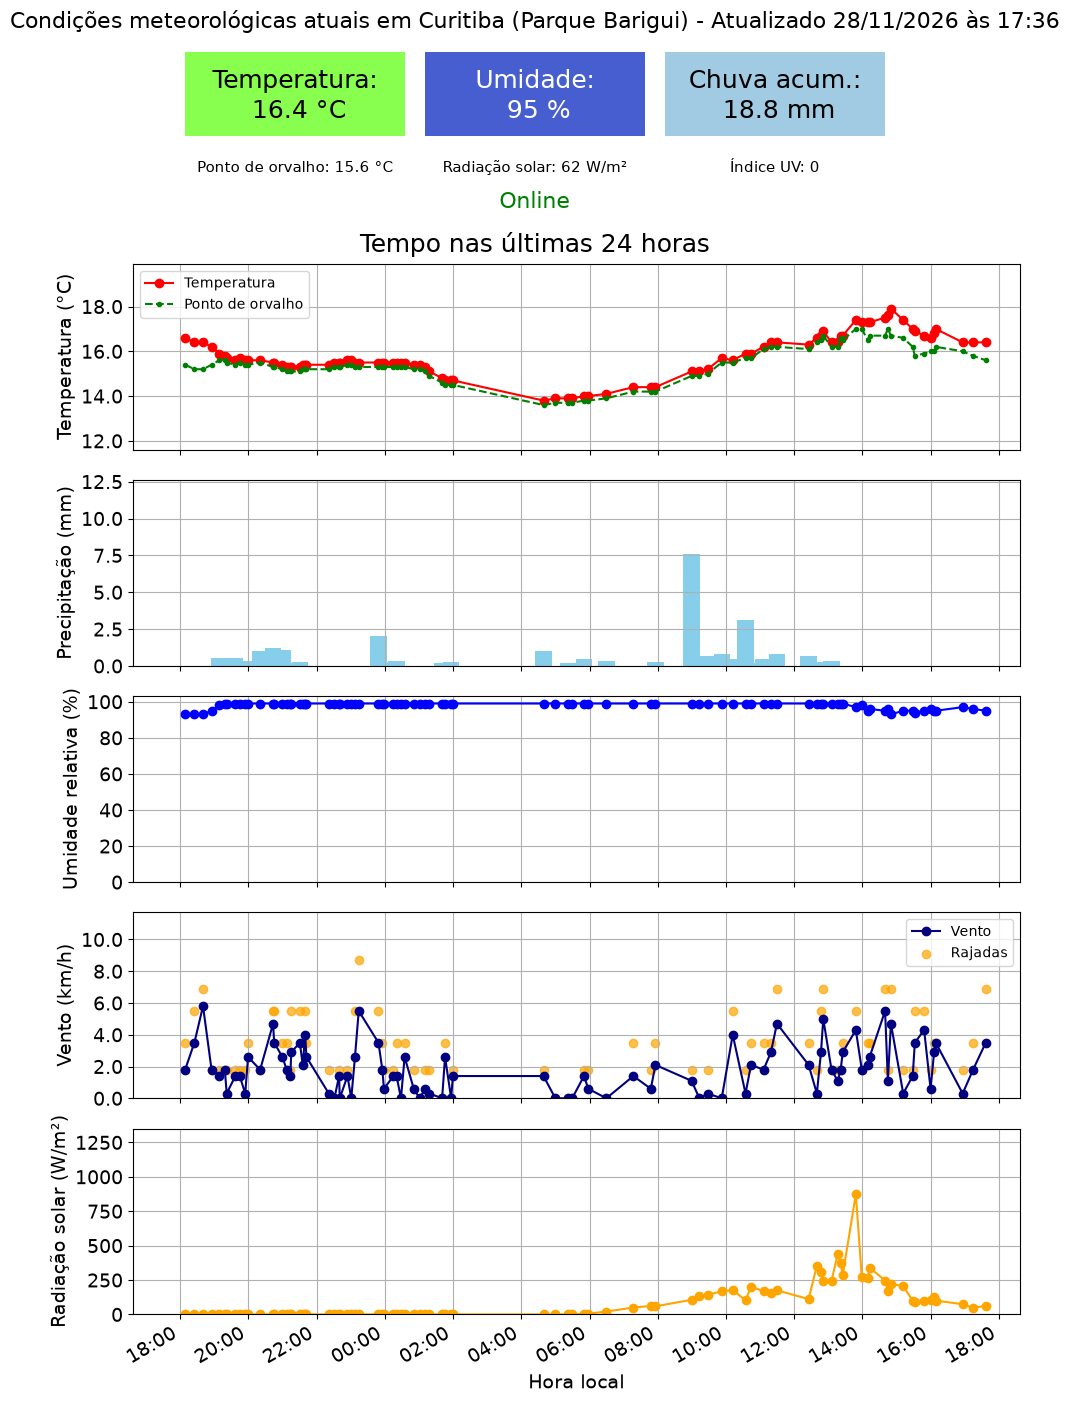 Condições meteorológicas atuais em Curitiba (Parque Barigui) - Atualizado 28/11/2026 às 17:36
Temperatura:
16.4 °C
Umidade:
95 %
Chuva acum.:
18.8 mm
Ponto de orvalho: 15.6 °C
Radiação solar: 62 W/m²
Índice UV: 0
Online
Tempo nas últimas 24 horas
Temperatura (°C)
18.0
16.0
14.0
12.0
Temperatura
Ponto de orvalho
Precipitação (mm)
12.5
10.0
7.5
5.0
2.5
0.0
Umidade relativa (%)
100
80
60
40
20
0
Vento (km/h)
10.0
8.0
6.0
4.0
2.0
0.0
Vento
Rajadas
Radiação solar (W/m²)
1250
1000
750
500
250
0
18:00
20:00
22:00
00:00
02:00
04:00
06:00
08:00
10:00
12:00
14:00
16:00
18:00
Hora local